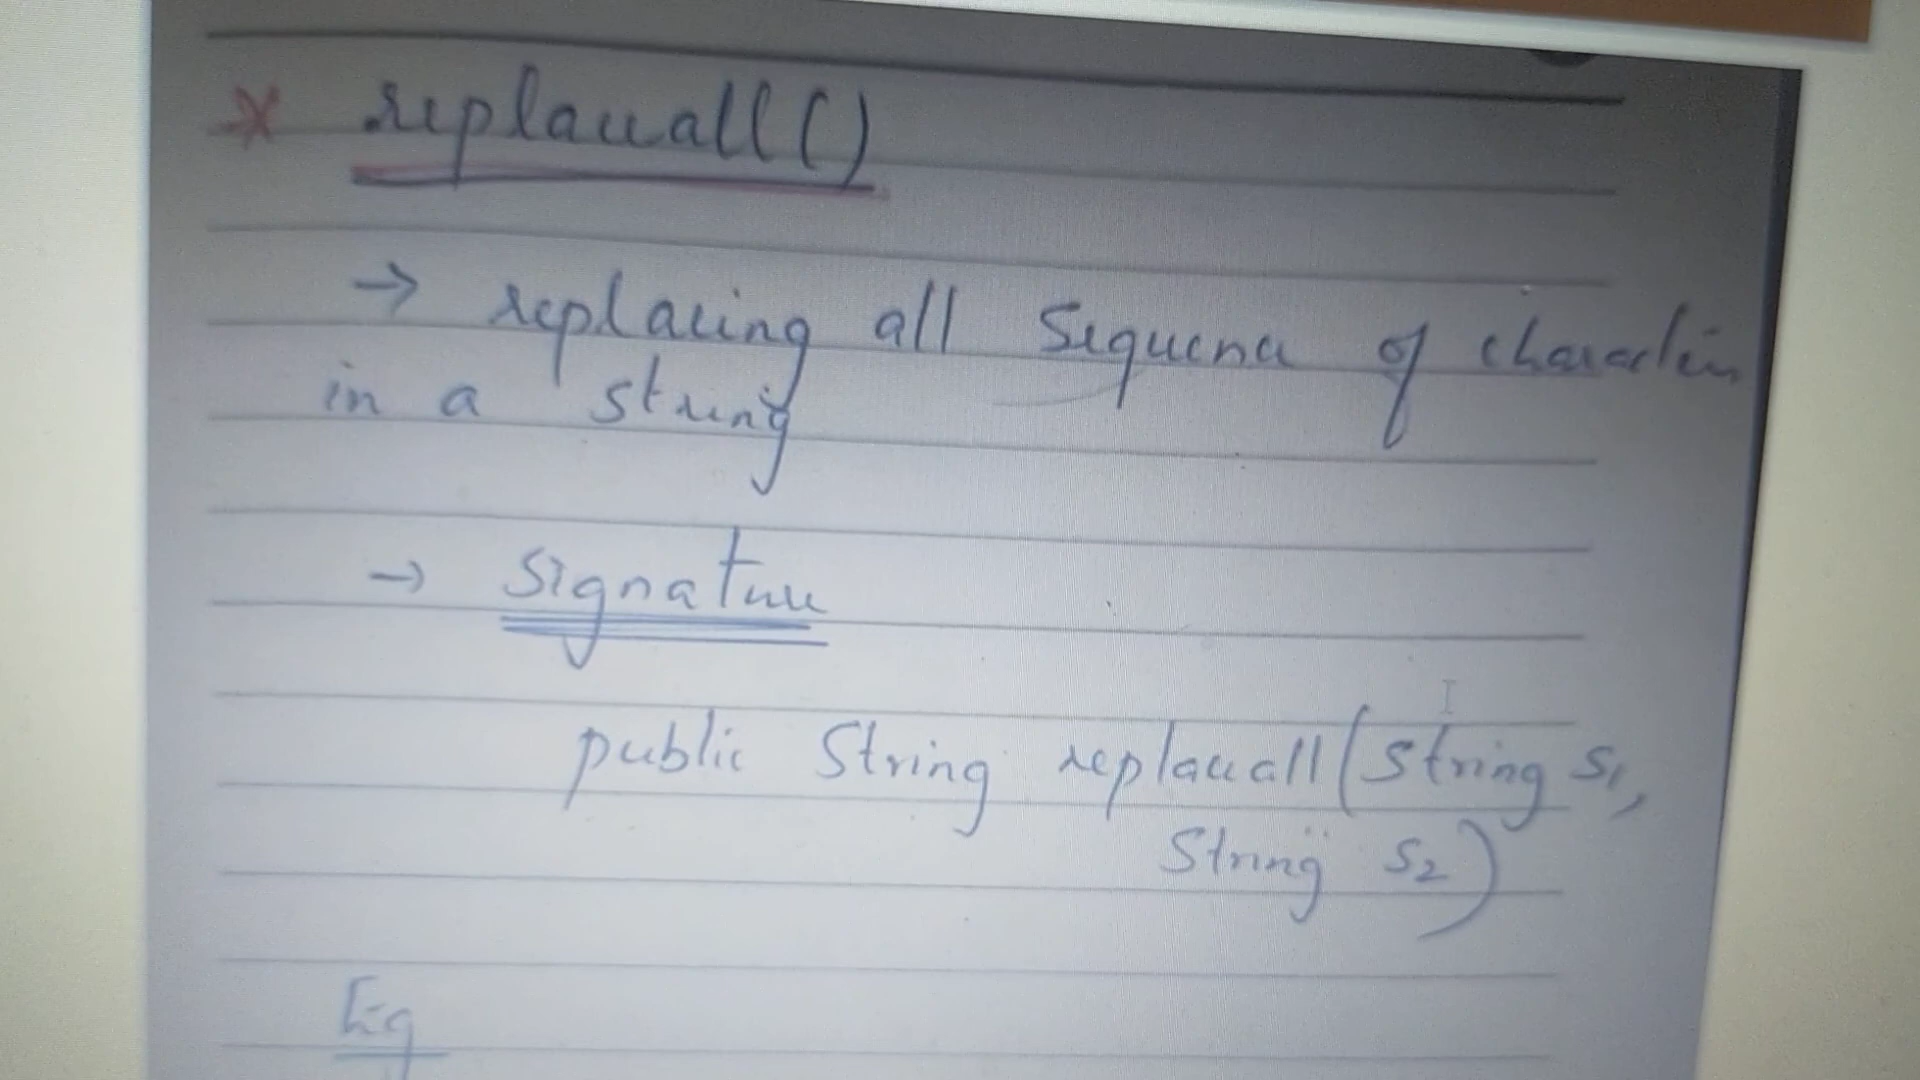 * replaceall()
→ replacing all Sequence of character
in a string
→ Signature
public String replaceall(String s1,
String s2)
Eg